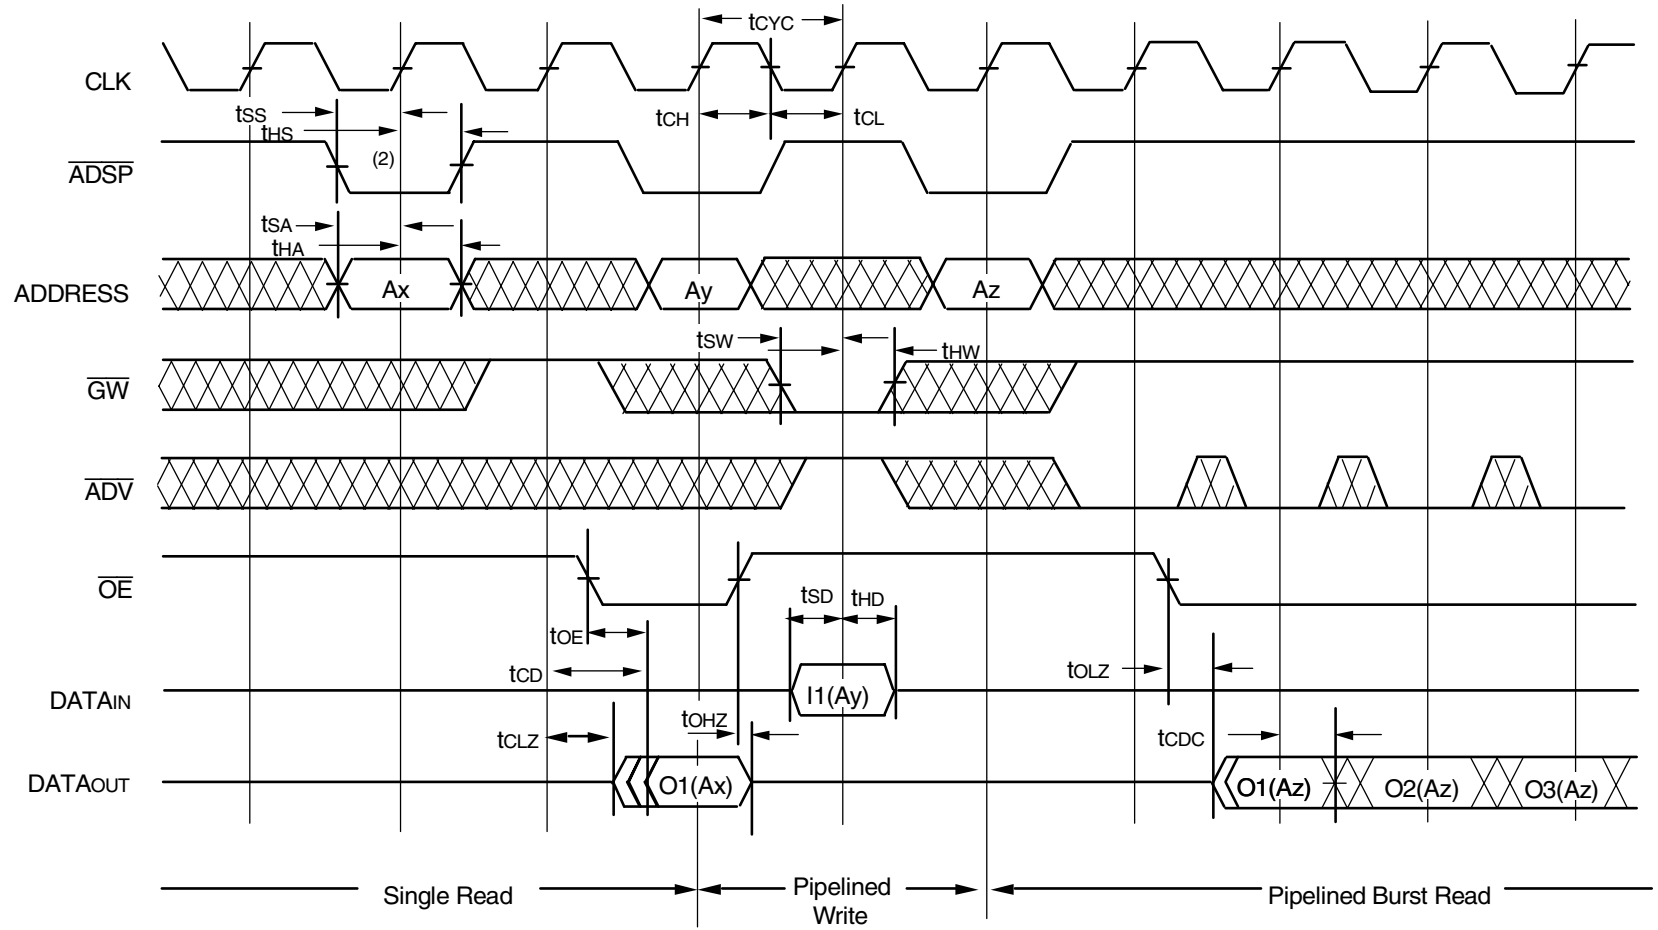 tCYC
CLK
tSS
tCH
tCL
tHS
(2)
ADSP
tSA
tHA
ADDRESS
Ax
Ay
Az
tSW
tHW
GW
ADV
OE
tSD
tHD
tOE
tCD
tOLZ
DATAIN
I1(Ay)
tOHZ
tCLZ
tCDC
DATAOUT
O1(Ax)
O1(Az)
O2(Az)
O3(Az)
Single Read
Pipelined
Write
Pipelined Burst Read